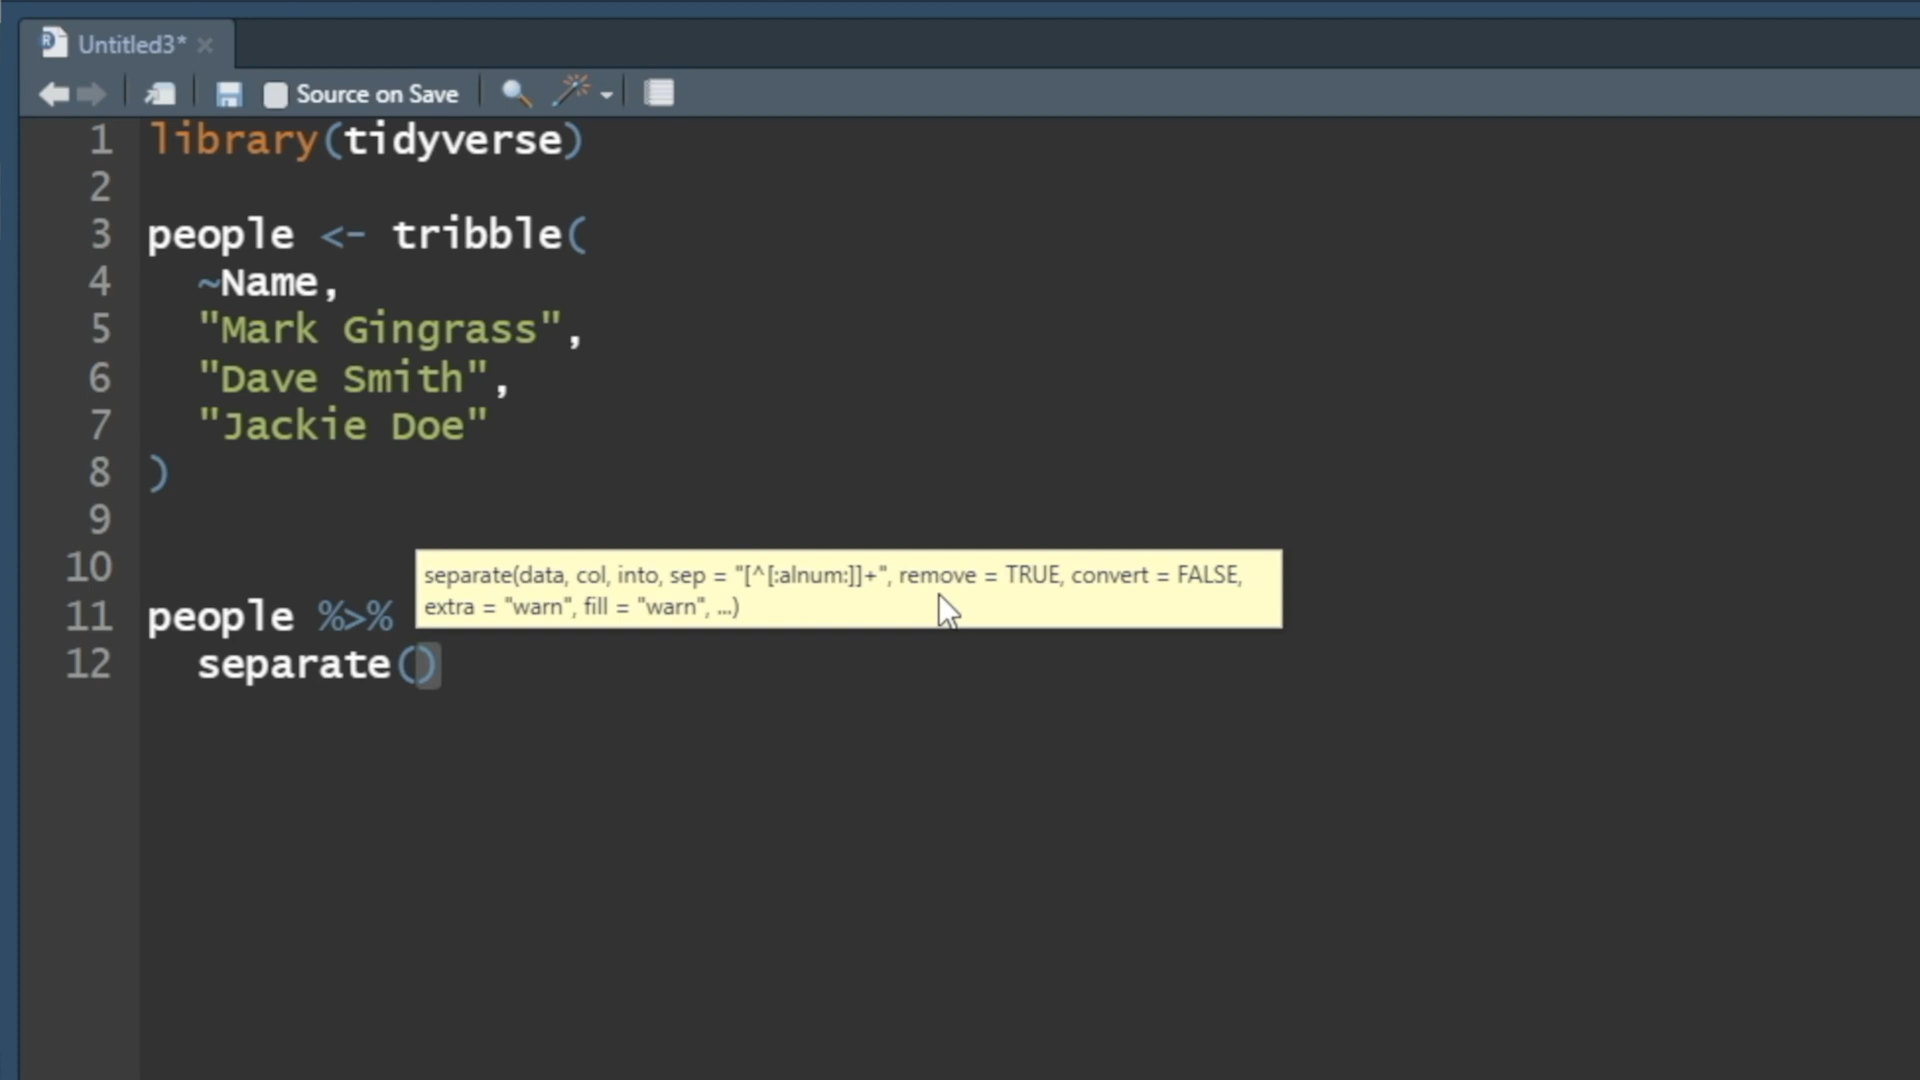 Untitled3*
Source on Save
1 library(tidyverse)
2
3 people <- tribble(
4 ~Name,
5 "Mark Gingrass",
6 "Dave Smith",
7 "Jackie Doe"
8 )
9
10
separate(data, col, into, sep = "[^[:alnum:]]+", remove = TRUE, convert = FALSE,
extra = "warn", fill = "warn", ...)
11 people %>%
12 separate()